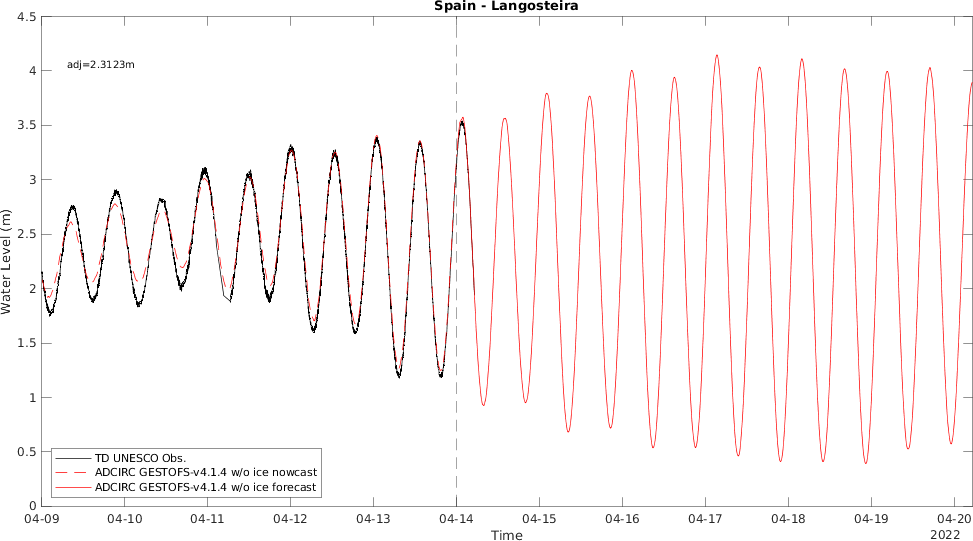 Spain - Langosteira
4.5
4
3.5
3
2.5
2
1.5
1
0.5
0
Water Level (m)
adj=2.3123m
TD UNESCO Obs.
ADCIRC GESTOFS-v4.1.4 w/o ice nowcast
ADCIRC GESTOFS-v4.1.4 w/o ice forecast
04-09 04-10 04-11 04-12 04-13 04-14 04-15 04-16 04-17 04-18 04-19 04-20
2022
Time